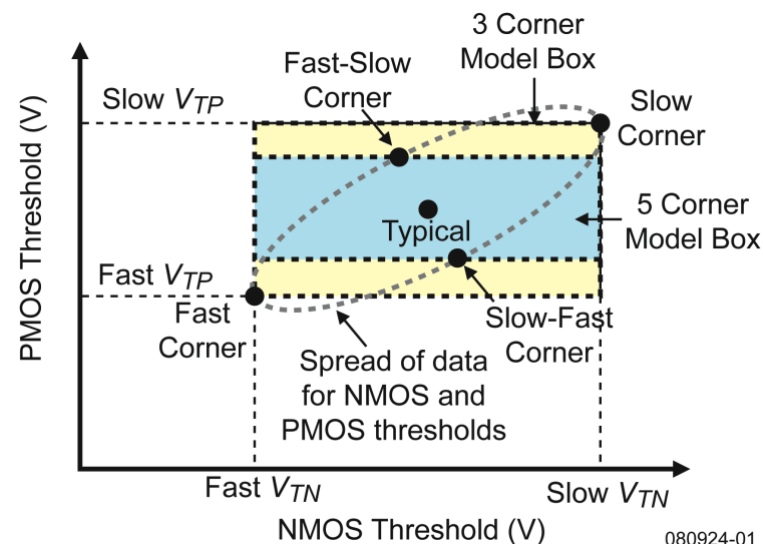 3 Corner
Model Box
Fast-Slow
Corner
Slow V_TP
Slow
Corner
PMOS Threshold (V)
Typical
5 Corner
Model Box
Fast V_TP
Fast
Corner
Slow-Fast
Corner
Spread of data
for NMOS and
PMOS thresholds
Fast V_TN
Slow V_TN
NMOS Threshold (V)
080924-01